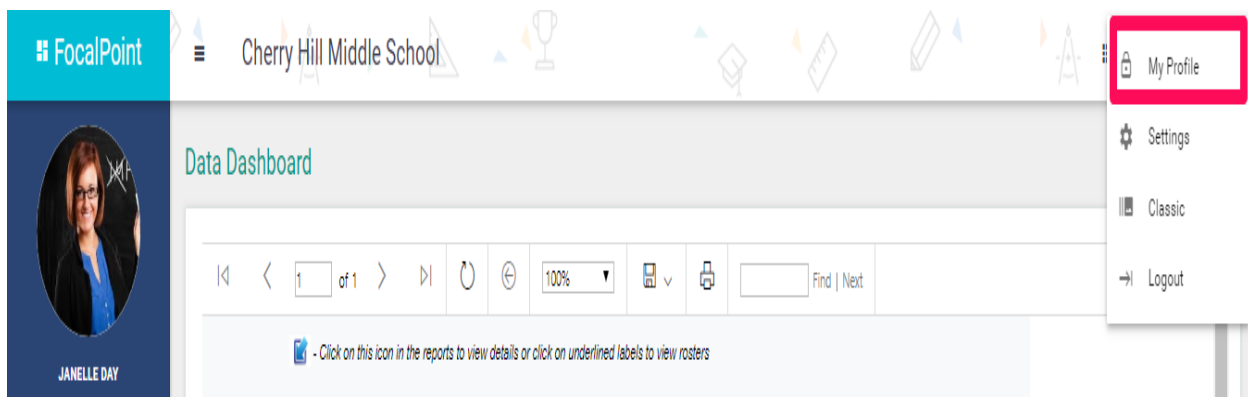 FocalPoint
Cherry Hill Middle School
My Profile
Settings
Classic
Logout
Data Dashboard
1 of 1 100% Find | Next
- Click on this icon in the reports to view details or click on underlined labels to view rosters
JANELLE DAY